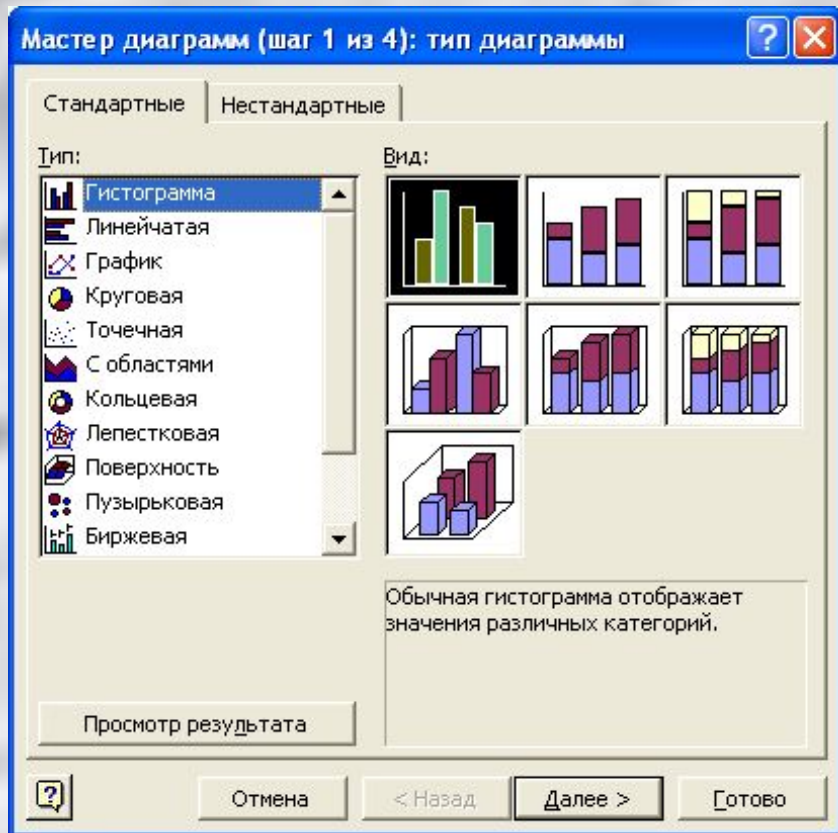 Мастер диаграмм (шаг 1 из 4): тип диаграммы
Стандартные
Нестандартные
Тип:
Вид:
Гистограмма
Линейчатая
График
Круговая
Точечная
С областями
Кольцевая
Лепестковая
Поверхность
Пузырьковая
Биржевая
Обычная гистограмма отображает
значения различных категорий.
Просмотр результата
Отмена
< Назад
Далее >
Готово